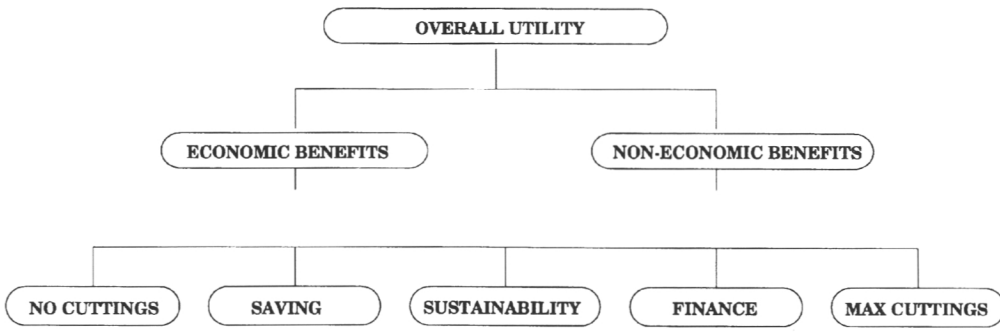 OVERALL UTILITY
ECONOMIC BENEFITS
NON-ECONOMIC BENEFITS
NO CUTTINGS
SAVING
SUSTAINABILITY
FINANCE
MAX CUTTINGS